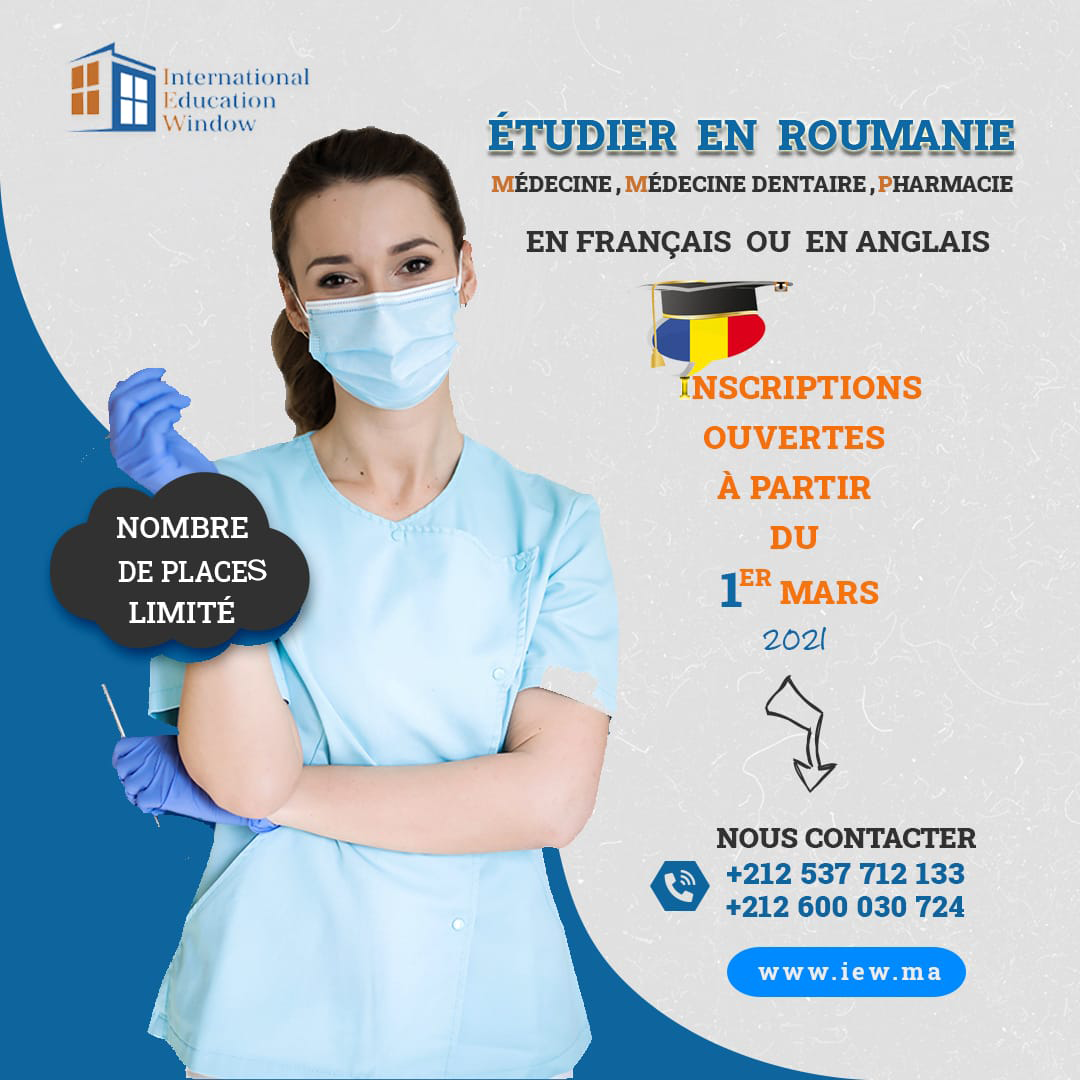 International
Education
Window
ÉTUDIER EN ROUMANIE
MÉDECINE, MÉDECINE DENTAIRE, PHARMACIE
EN FRANÇAIS OU EN ANGLAIS
INSCRIPTIONS
OUVERTES
À PARTIR
DU
1ER MARS
2021
NOMBRE
DE PLACES
LIMITÉ
NOUS CONTACTER
+212 537 712 133
+212 600 030 724
www.iew.ma